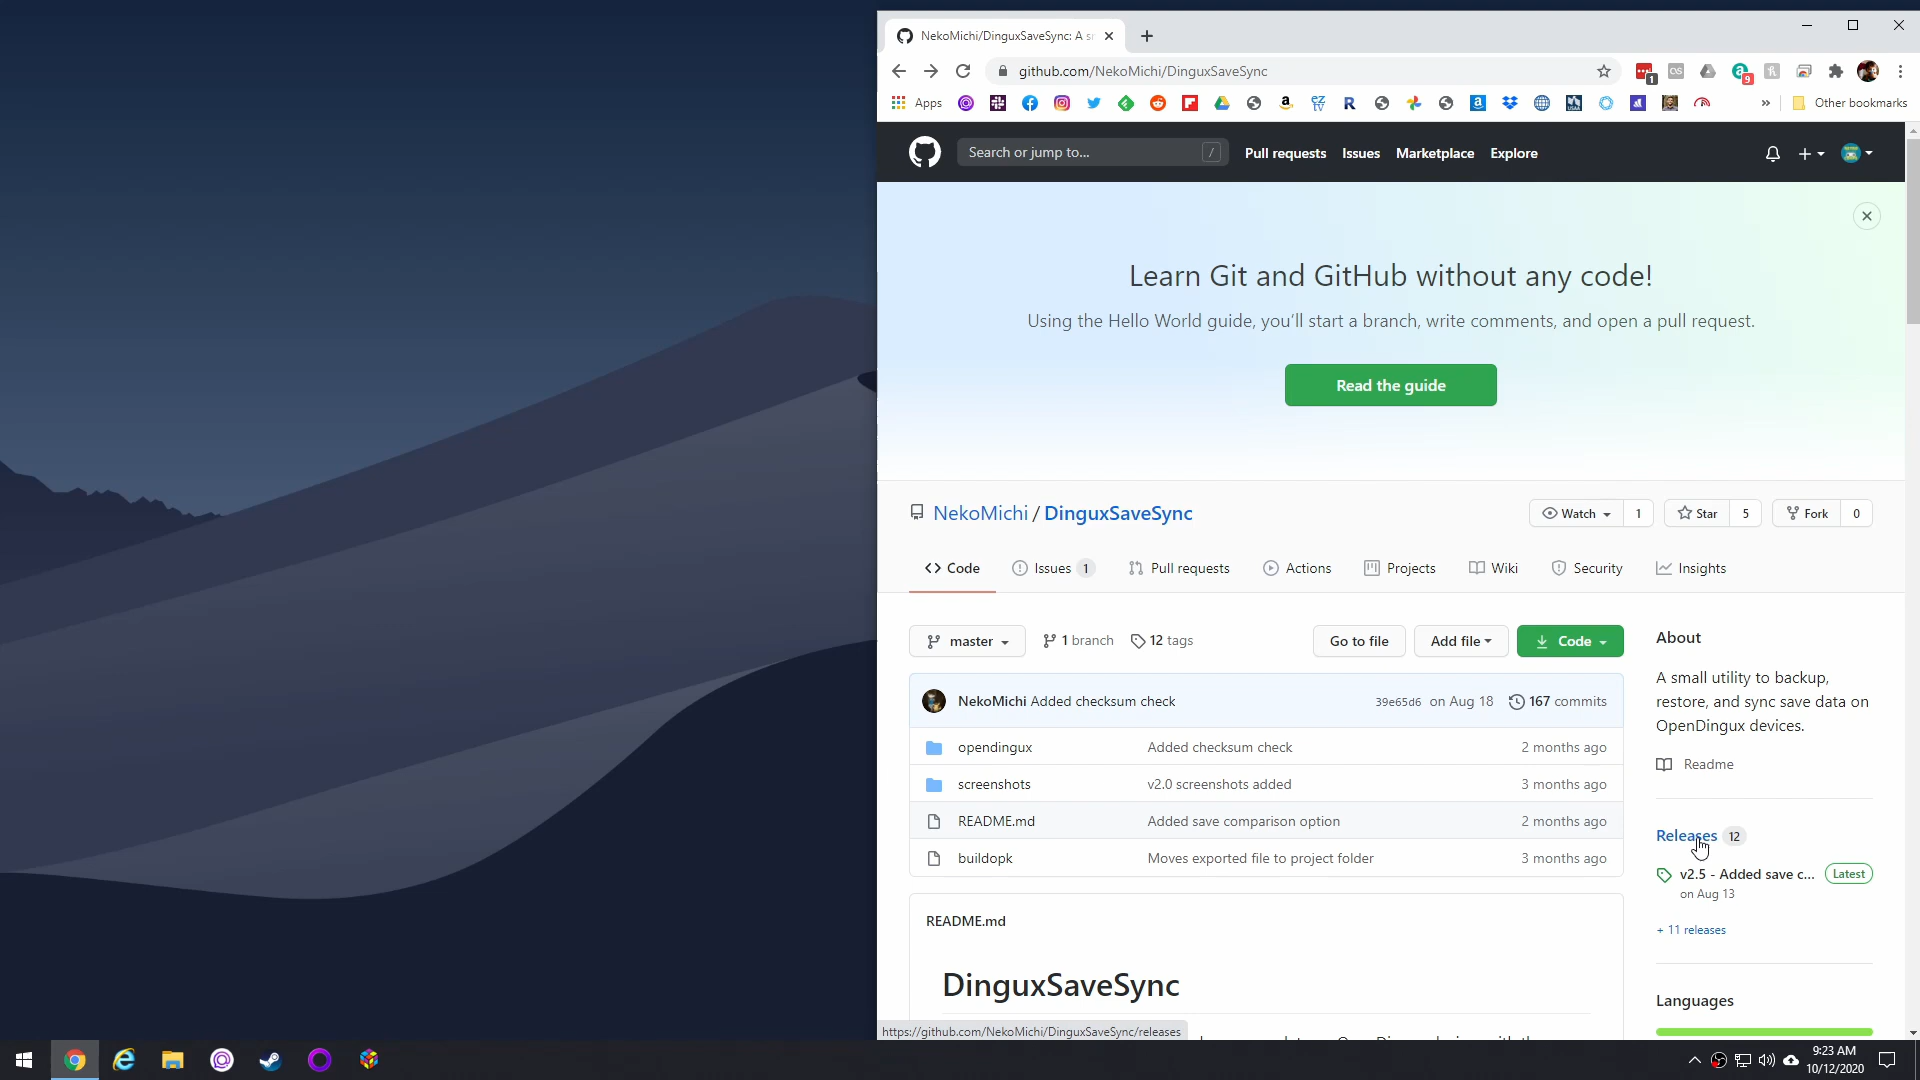 NekoMichi/DinguxSaveSync: A s
github.com/NekoMichi/DinguxSaveSync
1
9
Apps
Other bookmarks
Search or jump to...
/
Pull requests
Issues
Marketplace
Explore
Learn Git and GitHub without any code!
Using the Hello World guide, you'll start a branch, write comments, and open a pull request.
Read the guide
NekoMichi / DinguxSaveSync
Watch 1
Star 5
Fork 0
Code
Issues 1
Pull requests
Actions
Projects
Wiki
Security
Insights
master
1 branch
12 tags
Go to file
Add file
Code
NekoMichi Added checksum check 39e65d6 on Aug 18 167 commits
opendingux Added checksum check 2 months ago
screenshots v2.0 screenshots added 3 months ago
README.md Added save comparison option 2 months ago
buildopk Moves exported file to project folder 3 months ago
README.md
DinguxSaveSync
About
A small utility to backup,
restore, and sync save data on
OpenDingux devices.
Readme
Releases 12
v2.5 - Added save c... Latest
on Aug 13
+ 11 releases
Languages
https://github.com/NekoMichi/DinguxSaveSync/releases
9:23 AM
10/12/2020